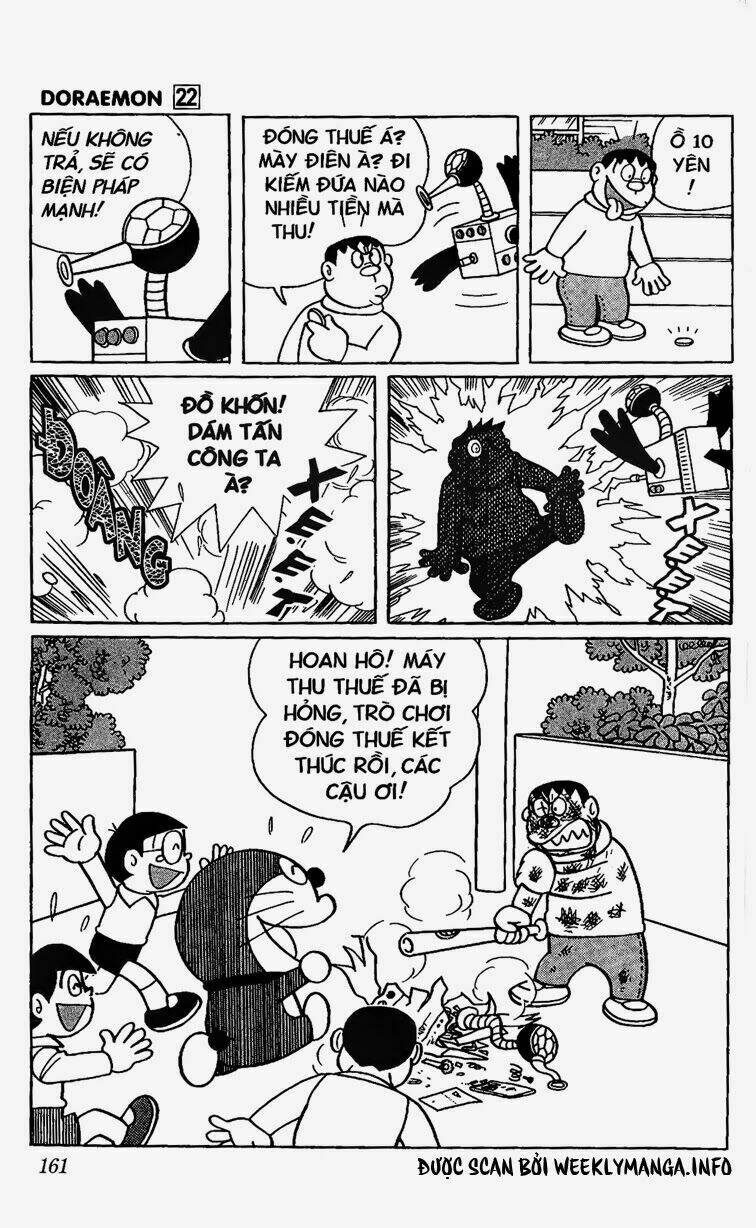 DORAEMON 22
Ồ 10
YÊN
!
ĐÓNG THUẾ Á?
MÀY ĐIÊN À? ĐI
KIẾM ĐỨA NÀO
NHIỀU TIỀN MÀ
THU!
NẾU KHÔNG
TRẢ, SẼ CÓ
BIỆN PHÁP
MẠNH!
XẸẸT
ĐỒ KHỐN!
DÁM TẤN
CÔNG TA
À?
XẸẸT
ĐOÀNG
HOAN HÔ! MÁY
THU THUẾ ĐÃ BỊ
HỎNG, TRÒ CHƠI
ĐÓNG THUẾ KẾT
THÚC RỒI, CÁC
CẬU ƠI!
161
ĐƯỢC SCAN BỞI WEEKLYMANGA.INFO